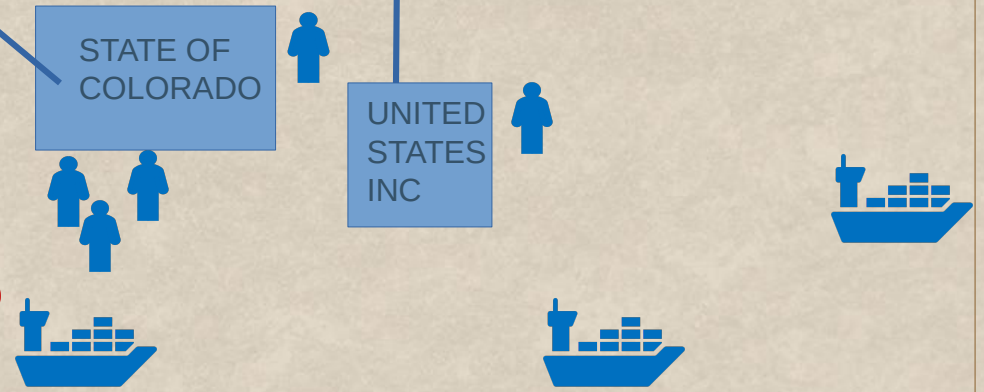 STATE OF
COLORADO
UNITED
STATES
INC